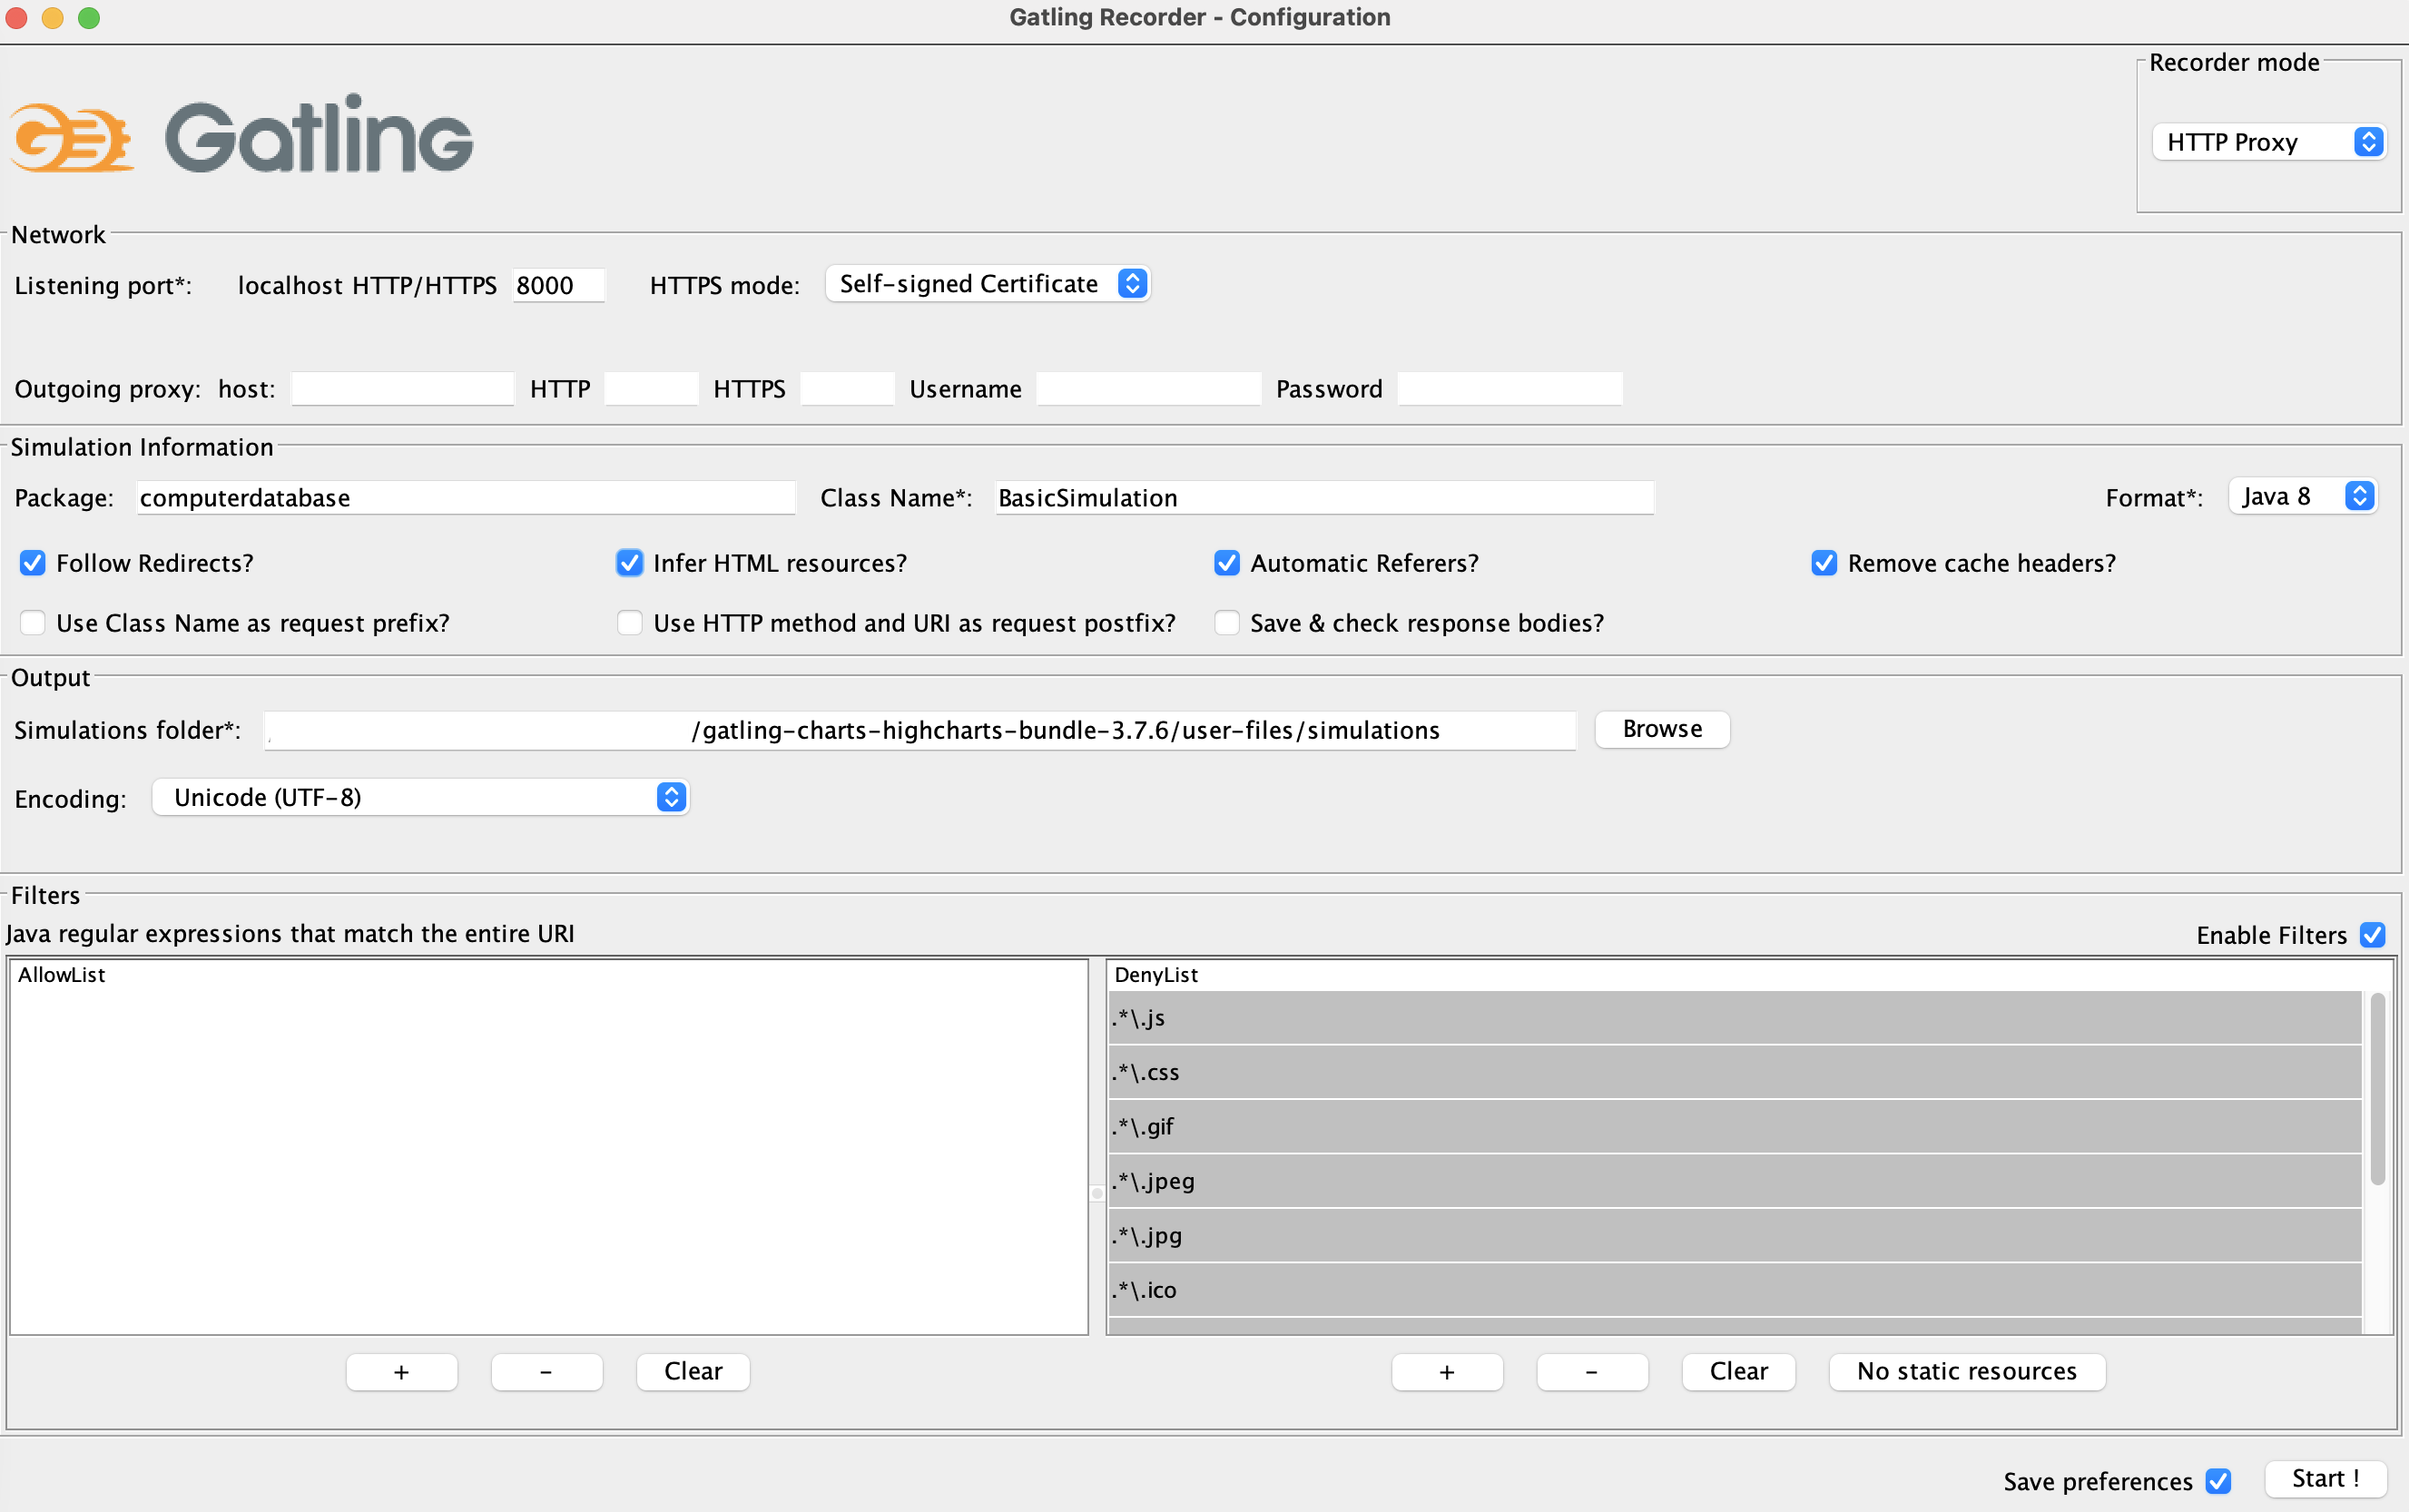 Gatling Recorder - Configuration
Gatling
Recorder mode
HTTP Proxy
Network
Listening port*: localhost HTTP/HTTPS 8000 HTTPS mode: Self-signed Certificate
Outgoing proxy: host: HTTP HTTPS Username Password
Simulation Information
Package: computerdatabase Class Name*: BasicSimulation Format*: Java 8
Follow Redirects? Infer HTML resources? Automatic Referers? Remove cache headers?
Use Class Name as request prefix? Use HTTP method and URI as request postfix? Save & check response bodies?
Output
Simulations folder*: /gatling-charts-highcharts-bundle-3.7.6/user-files/simulations Browse
Encoding: Unicode (UTF-8)
Filters
Java regular expressions that match the entire URI Enable Filters
AllowList
DenyList
.*\.js
.*\.css
.*\.gif
.*\.jpeg
.*\.jpg
.*\.ico
+ - Clear + - Clear No static resources
Save preferences Start !